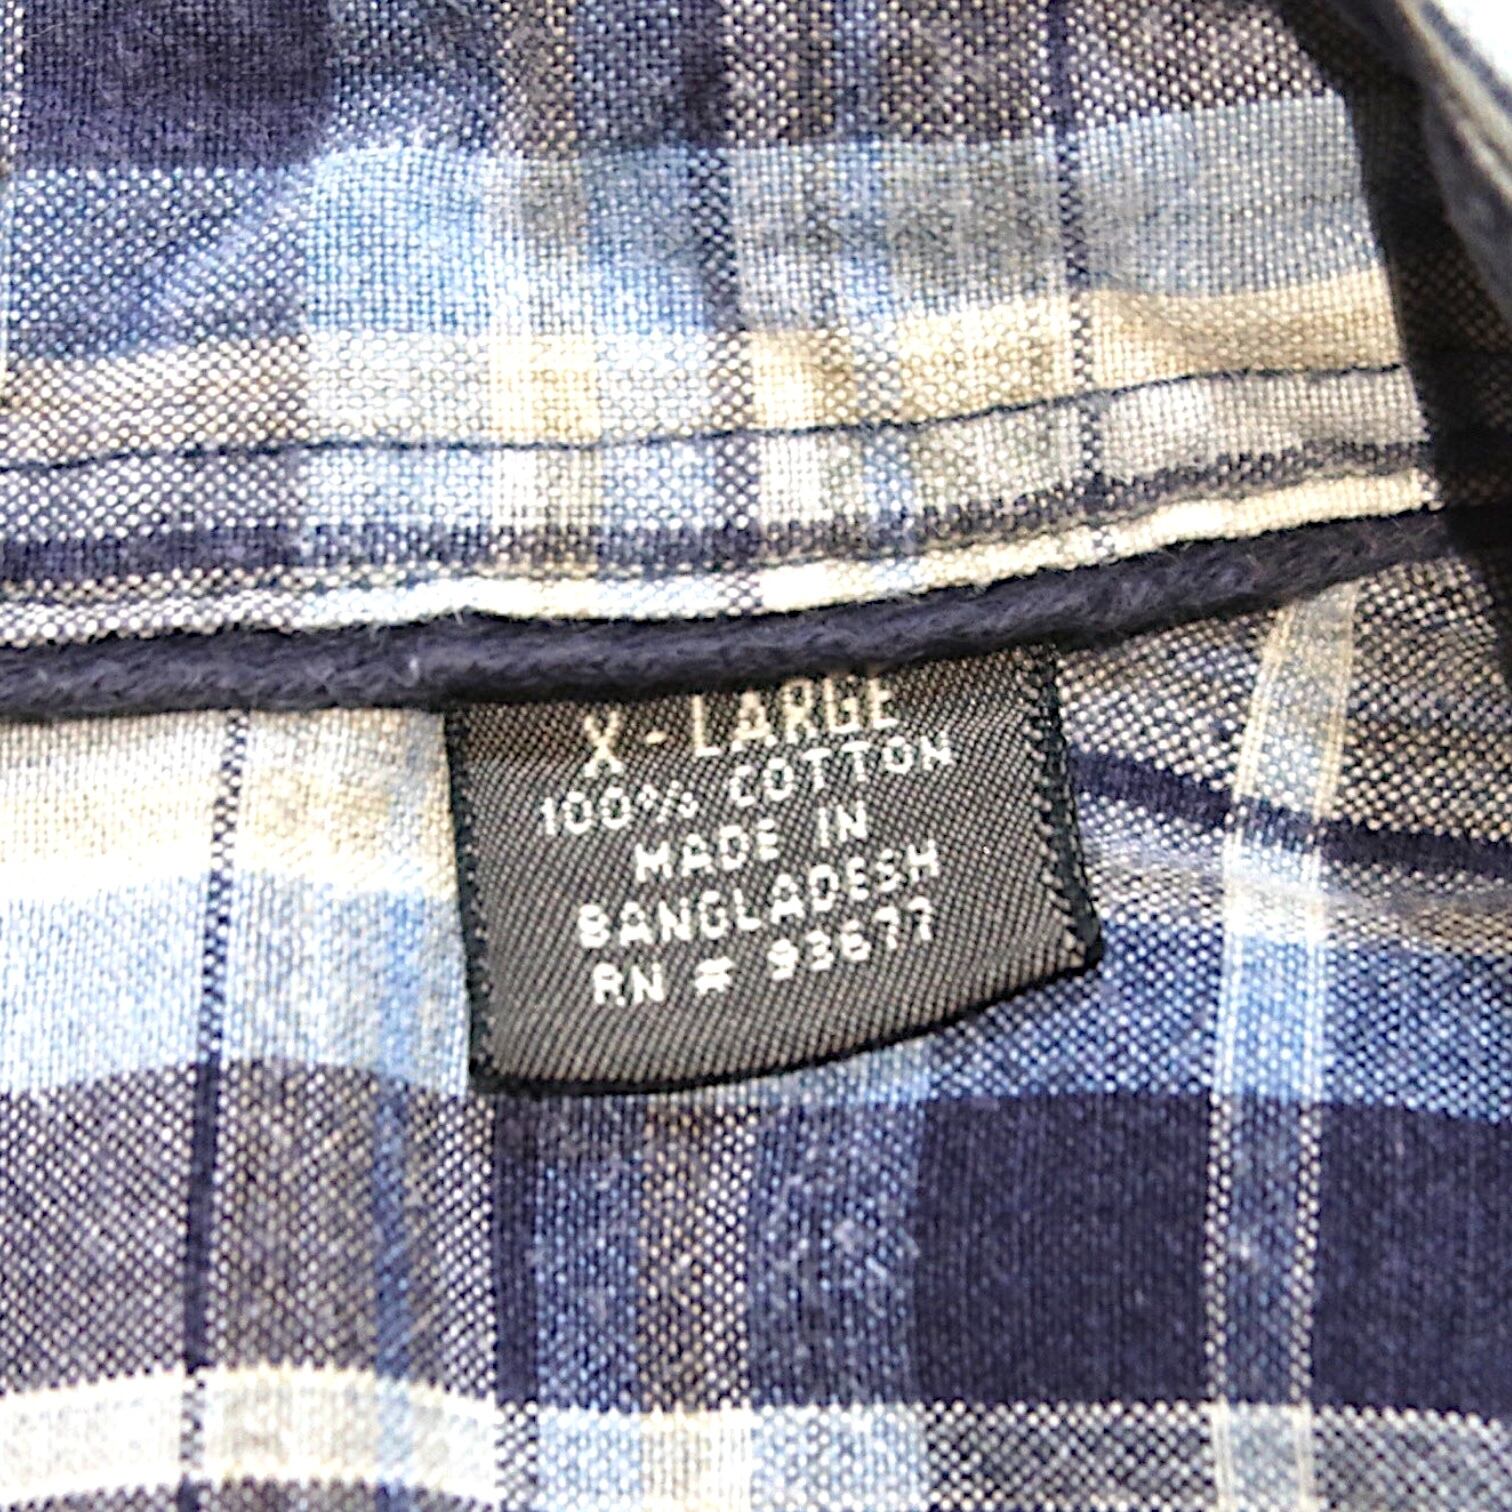 X-LARGE
100% COTTON
MADE IN
BANGLADESH
RN # 93677